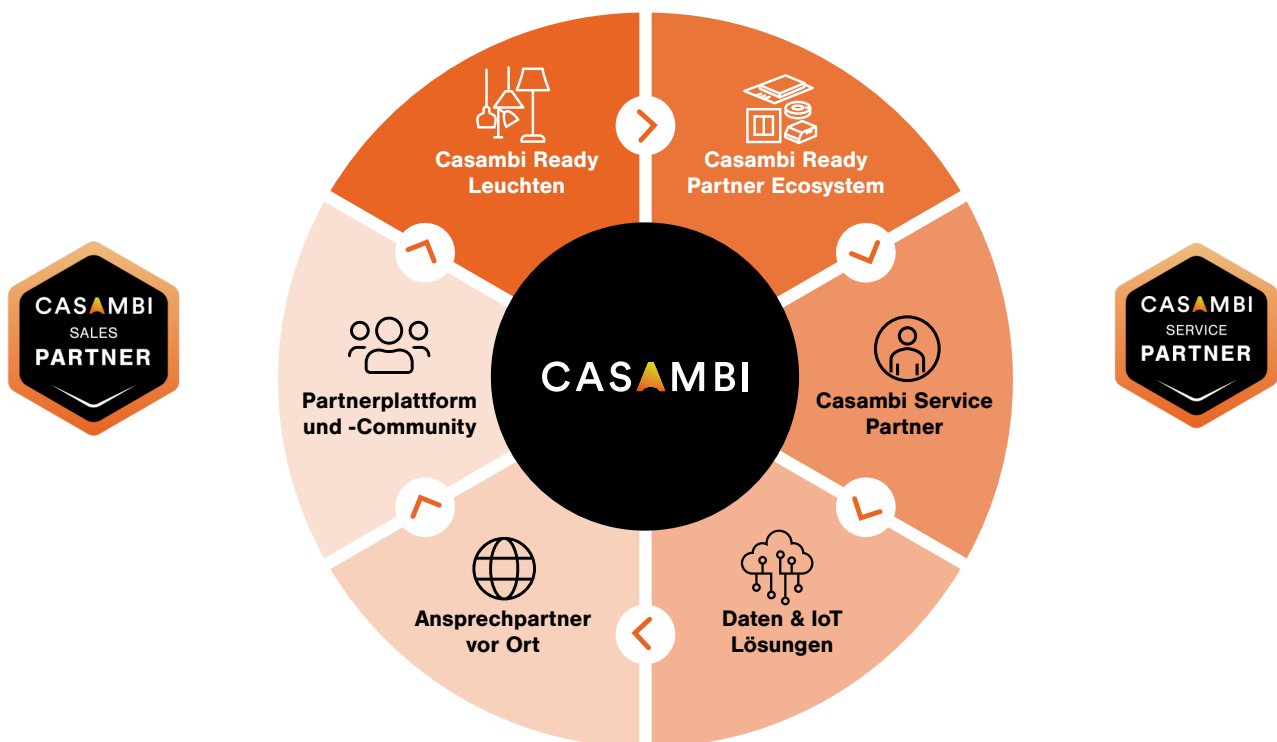 Casambi Ready
Leuchten
Casambi Ready
Partner Ecosystem
CASAMBI
SALES
PARTNER
Partnerplattform
und -Community
CASAMBI
Casambi Service
Partner
CASAMBI
SERVICE
PARTNER
Ansprechpartner
vor Ort
Daten & IoT
Lösungen